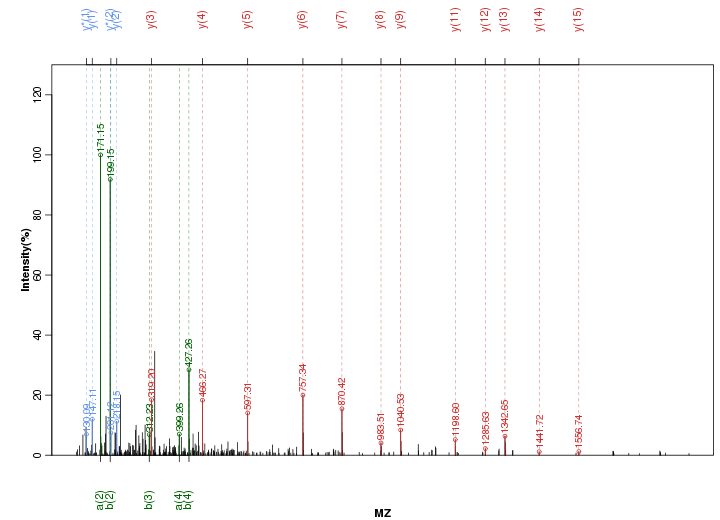 y*(1)
y(1)
y*(2)
y(2)
y(3)
y(4)
y(5)
y(6)
y(7)
y(8)
y(9)
y(11)
y(12)
y(13)
y(14)
y(15)
Intensity(%)
0
20
40
60
80
100
120
130.09
147.11
171.15
199.15
218.15
312.23
319.20
399.26
427.26
466.27
597.31
757.34
870.42
983.51
1040.53
1198.60
1285.63
1342.65
1441.72
1556.74
a(2)
b(2)
b(3)
a(4)
b(4)
MZ